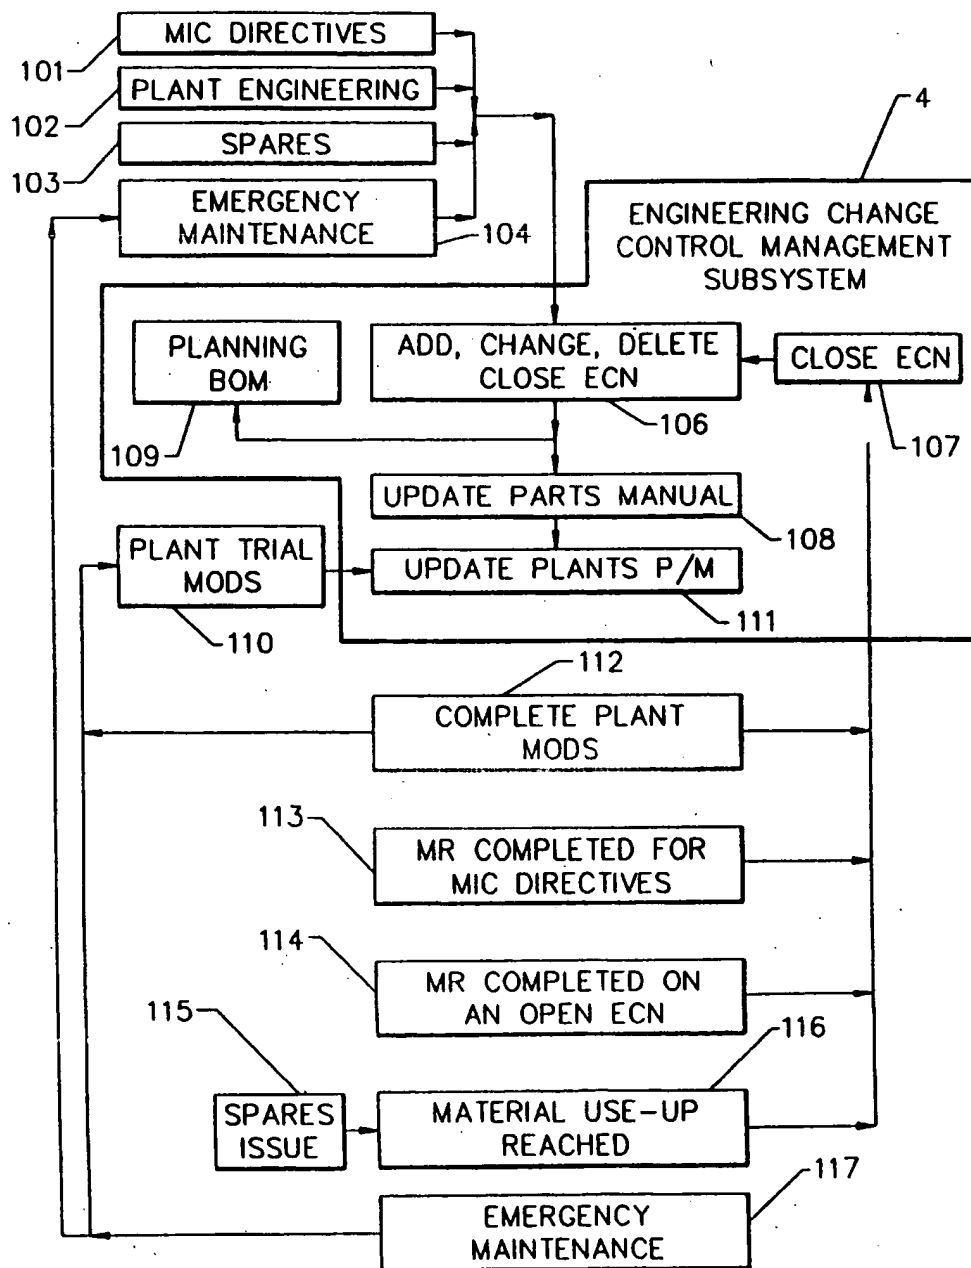 MIC DIRECTIVES
101
PLANT ENGINEERING
102
SPARES
103
EMERGENCY
MAINTENANCE
104
4
ENGINEERING CHANGE
CONTROL MANAGEMENT
SUBSYSTEM
PLANNING
BOM
109
ADD, CHANGE, DELETE
CLOSE ECN
106
CLOSE ECN
107
UPDATE PARTS MANUAL
108
PLANT TRIAL
MODS
110
UPDATE PLANTS P/M
111
112
COMPLETE PLANT
MODS
113
MR COMPLETED FOR
MIC DIRECTIVES
114
MR COMPLETED ON
AN OPEN ECN
115
SPARES
ISSUE
116
MATERIAL USE-UP
REACHED
117
EMERGENCY
MAINTENANCE